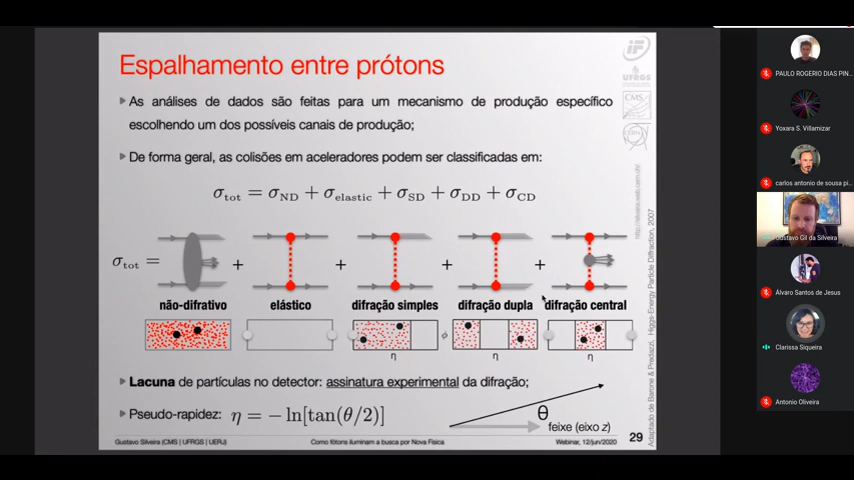 Espalhamento entre prótons
▸ As análises de dados são feitas para um mecanismo de produção específico
escolhendo um dos possíveis canais de produção;
▸ De forma geral, as colisões em aceleradores podem ser classificadas em:
σtot = σND + σelastic + σSD + σDD + σCD
σtot = + + + +
não-difrativo elástico difração simples difração dupla difração central
η ϕ η η
▸ Lacuna de partículas no detector: assinatura experimental da difração;
▸ Pseudo-rapidez: η = − ln[tan(θ/2)]
θ
feixe (eixo z)
Gustavo Silveira (CMS | UFRGS | UERJ) Como fótons iluminam a busca por Nova Física Webinar, 12/jun/2020 29
iF
UFRGS
CMS
CERN
Adaptado de Barone & Predazzi, High-Energy Particle Diffraction, 2007
PAULO ROGERIO DIAS PIN...
Yoxara S. Villamizar
carlos antonio de sousa pi...
Gustavo Gil da Silveira
Álvaro Santos de Jesus
Clarissa Siqueira
Antonio Oliveira